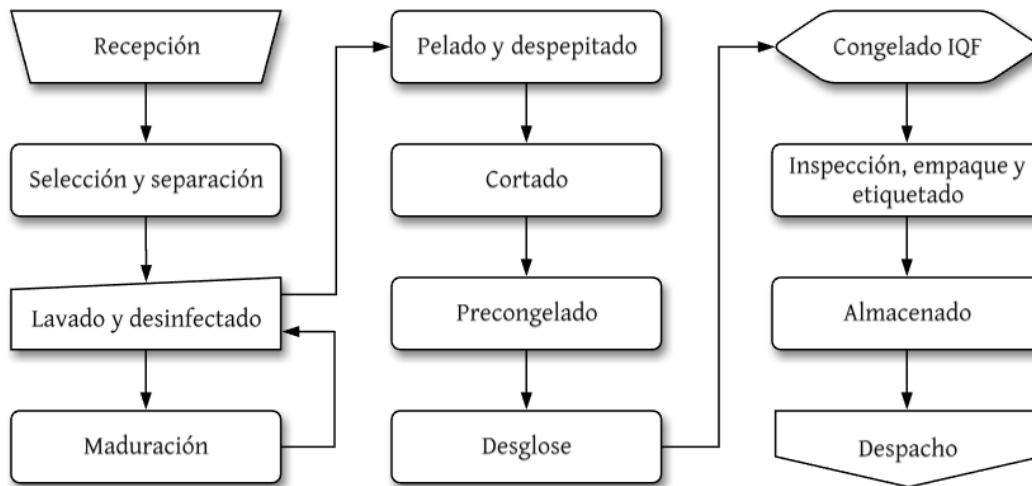 Recepción
Selección y separación
Lavado y desinfectado
Maduración
Pelado y despepitado
Cortado
Precongelado
Desglose
Congelado IQF
Inspección, empaque y
etiquetado
Almacenado
Despacho